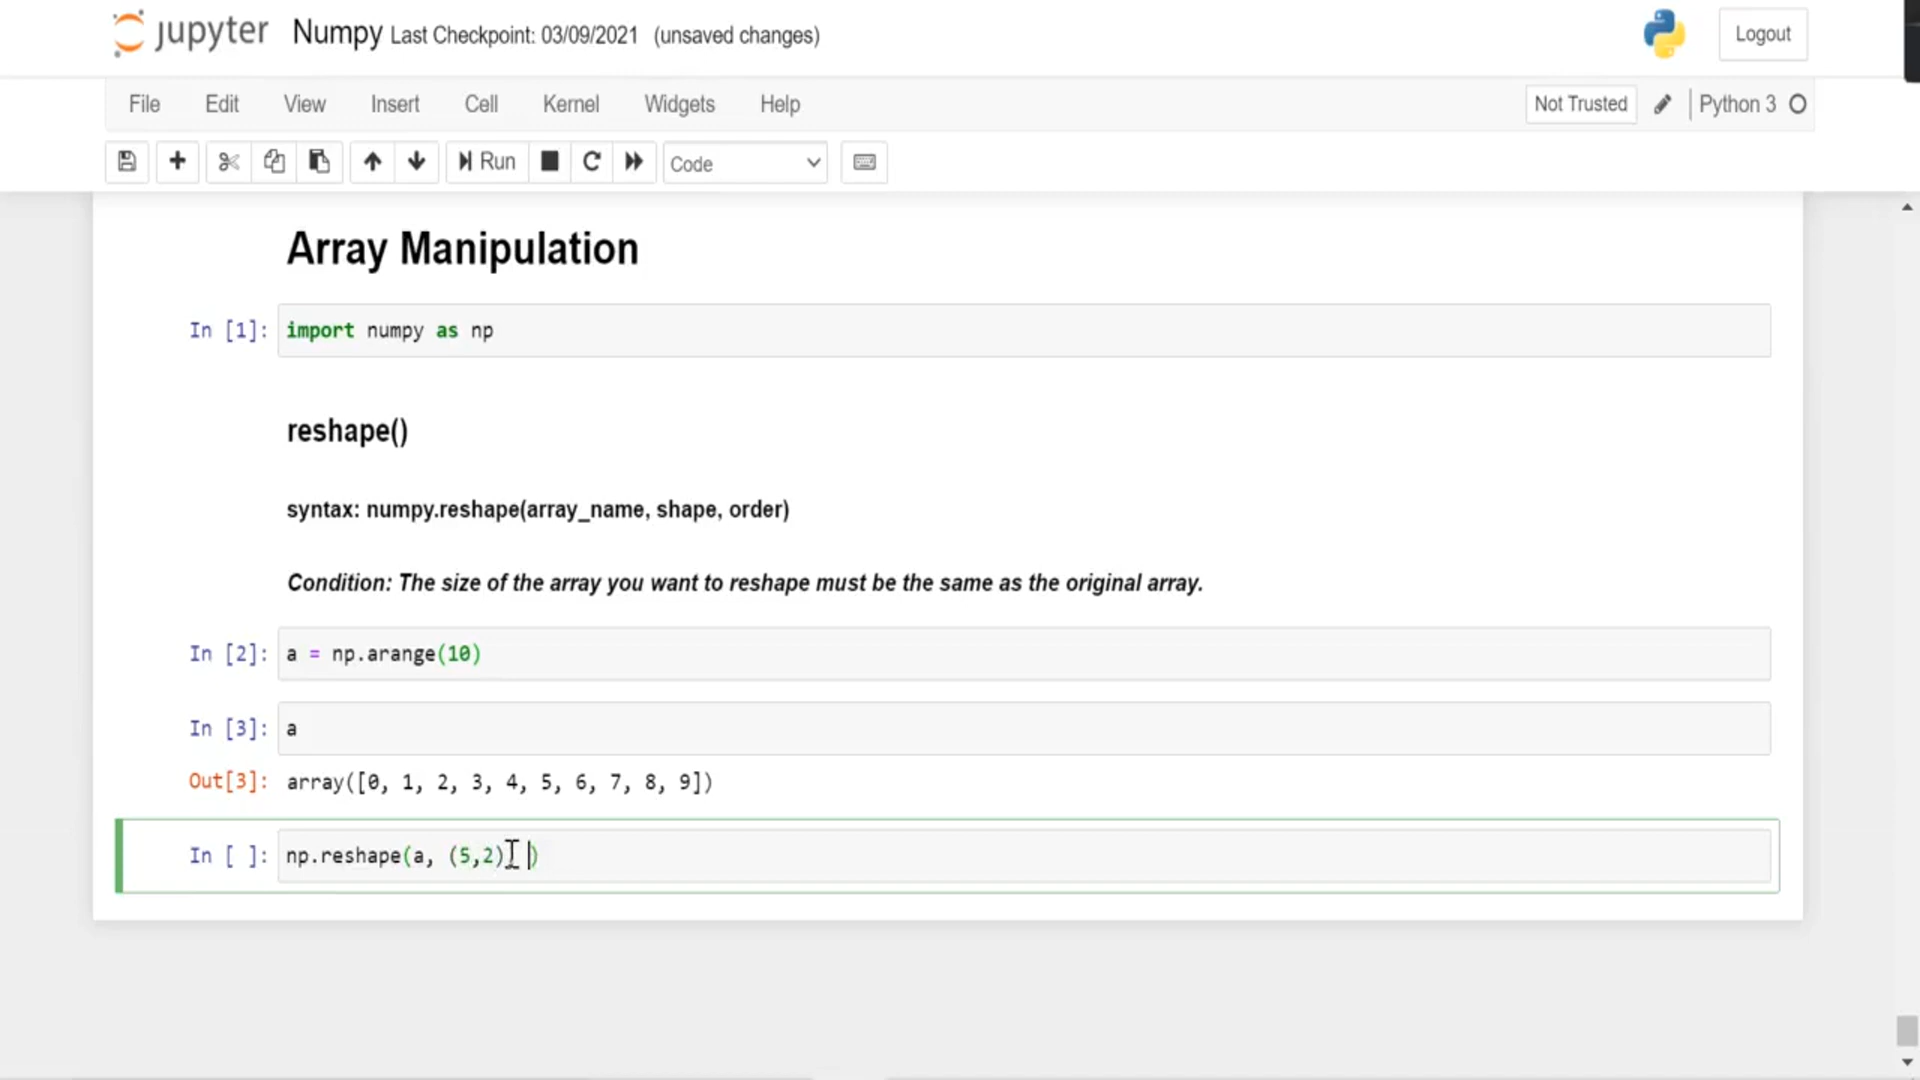 jupyter Numpy Last Checkpoint: 03/09/2021 (unsaved changes) Logout
File Edit View Insert Cell Kernel Widgets Help Not Trusted Python 3
Run Code
Array Manipulation
In [1]: import numpy as np
reshape()
syntax: numpy.reshape(array_name, shape, order)
Condition: The size of the array you want to reshape must be the same as the original array.
In [2]: a = np.arange(10)
In [3]: a
Out[3]: array([0, 1, 2, 3, 4, 5, 6, 7, 8, 9])
In [ ]: np.reshape(a, (5,2), )